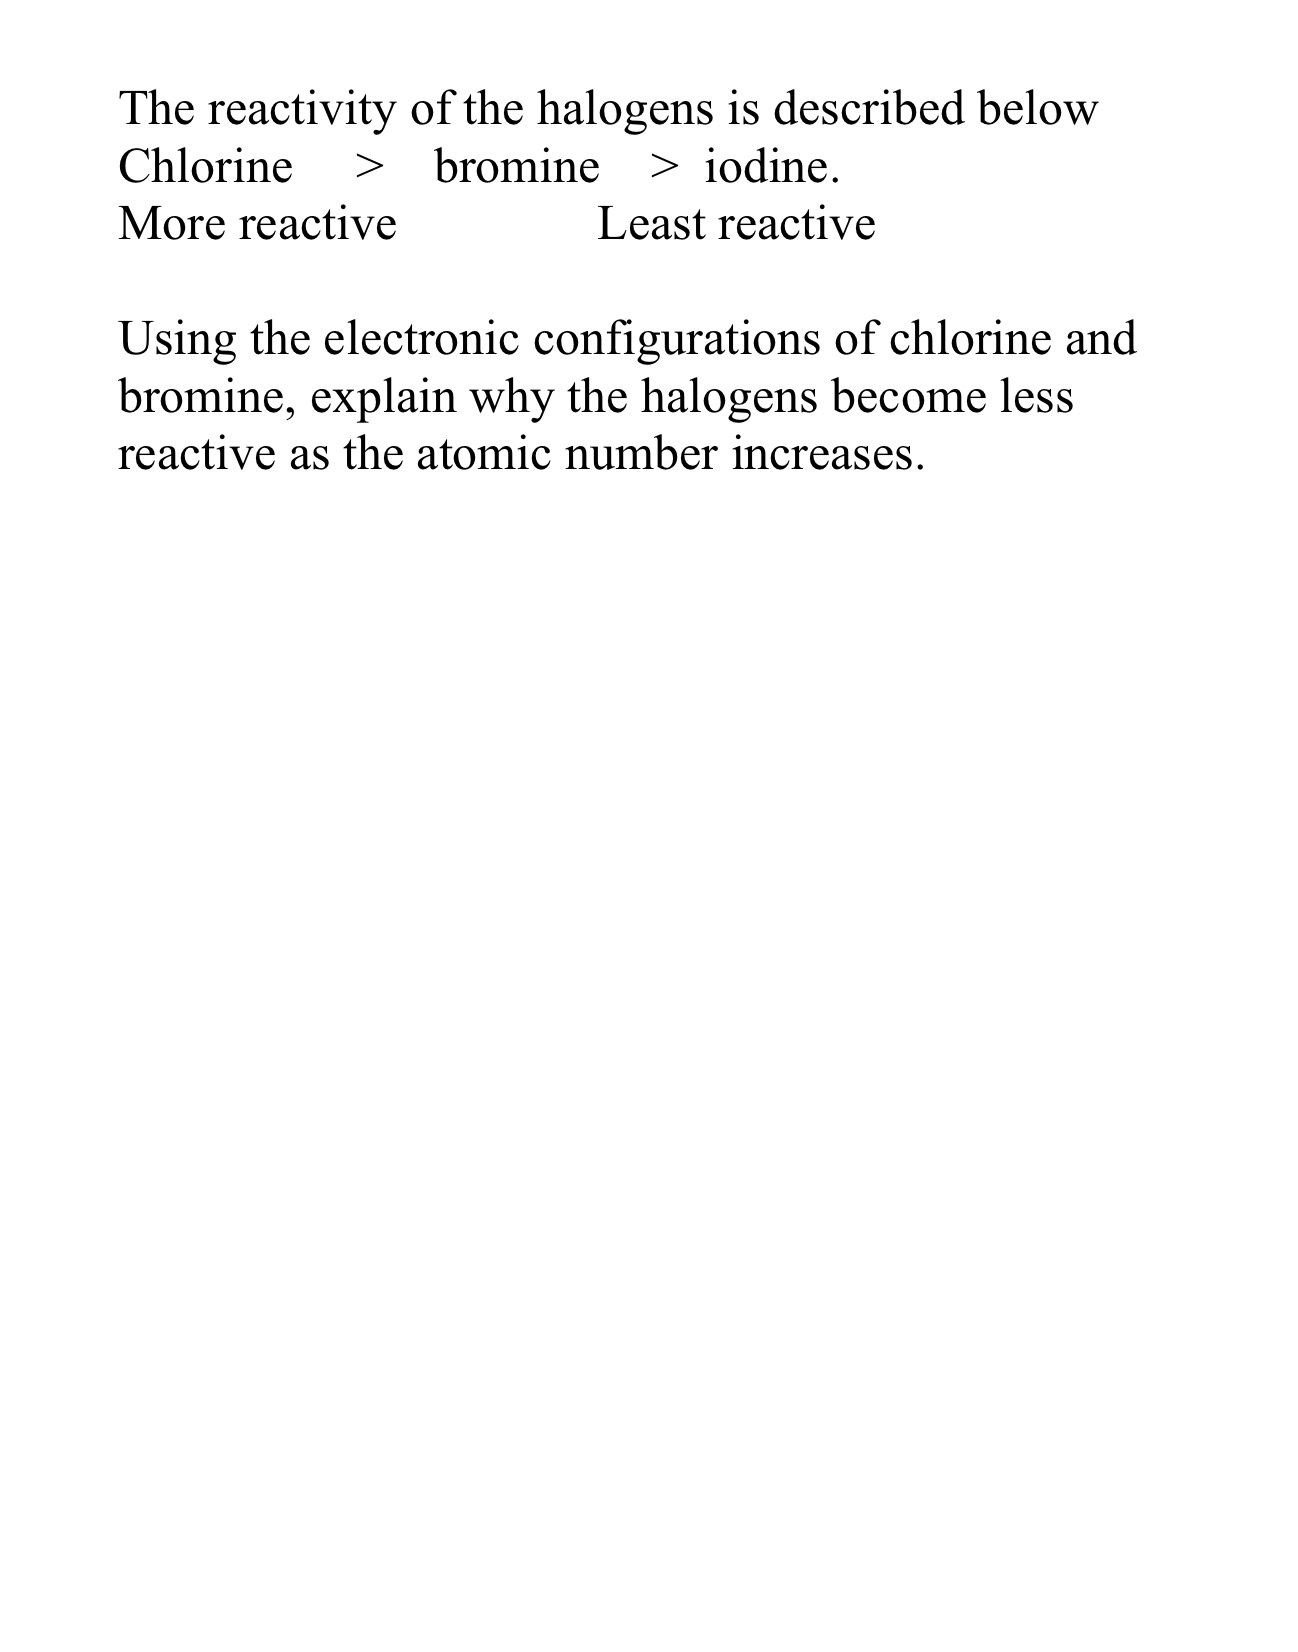 The reactivity of the halogens is described below
Chlorine > bromine > iodine.
More reactive Least reactive
Using the electronic configurations of chlorine and
bromine, explain why the halogens become less
reactive as the atomic number increases.